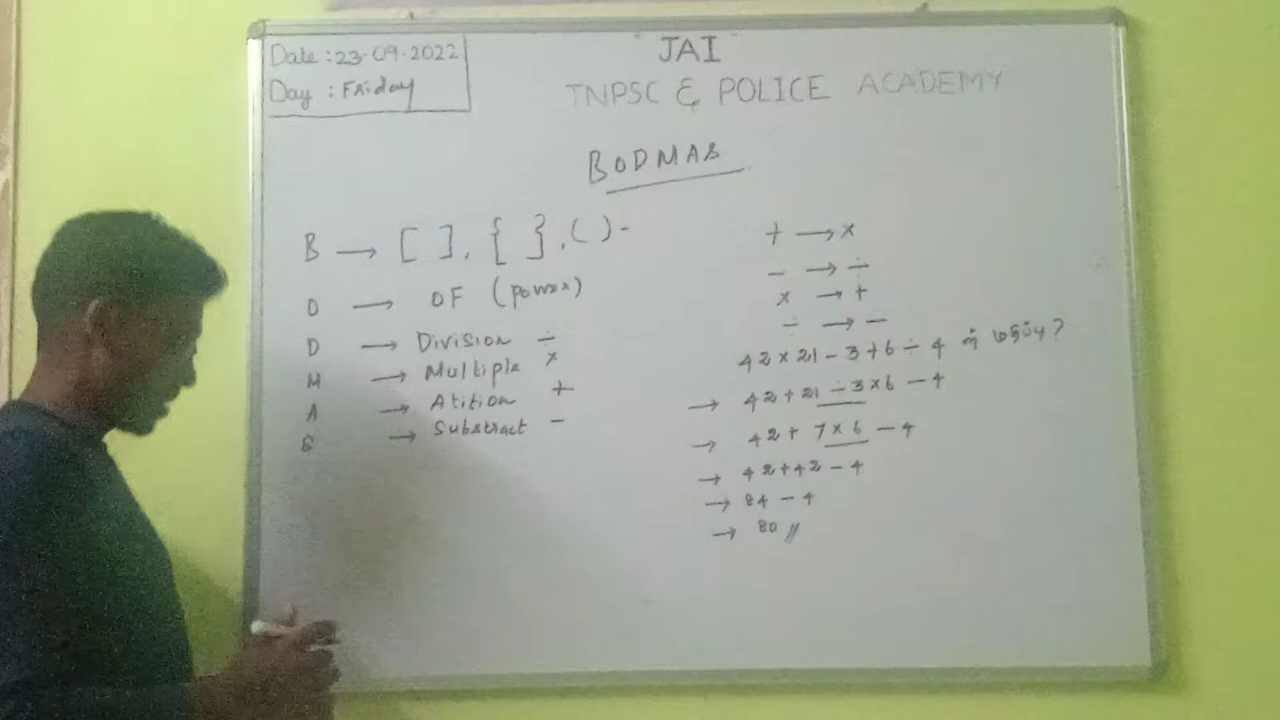 Date : 23-09-2022
Day : Friday
JAI
TNPSC & POLICE ACADEMY
BODMAS
B → [ ], { }, ( ) -
O → OF (power)
D → Division ÷
M → Multiple ×
A → Atition +
S → Substract -
+ → ×
- → ÷
× → +
÷ → -
42 × 21 - 3 + 6 ÷ 4 ன் மதிப்பு ?
→ 42 + 21 ÷ 3 × 6 - 4
→ 42 + 7 × 6 - 4
→ 42 + 42 - 4
→ 84 - 4
→ 80 //